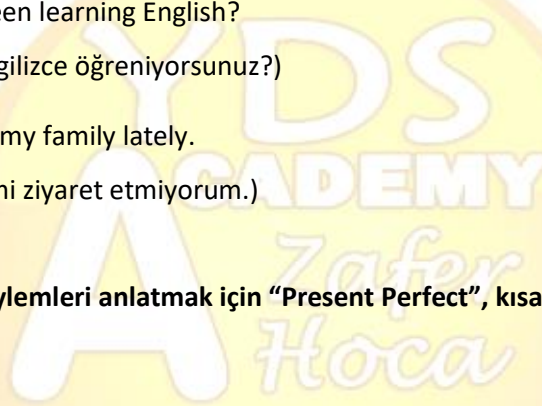 en learning English?
gilizce öğreniyorsunuz?)
my family lately.
ni ziyaret etmiyorum.)
ylemleri anlatmak için “Present Perfect”, kısa
YDS
ACADEMY
Zafer
Hoca